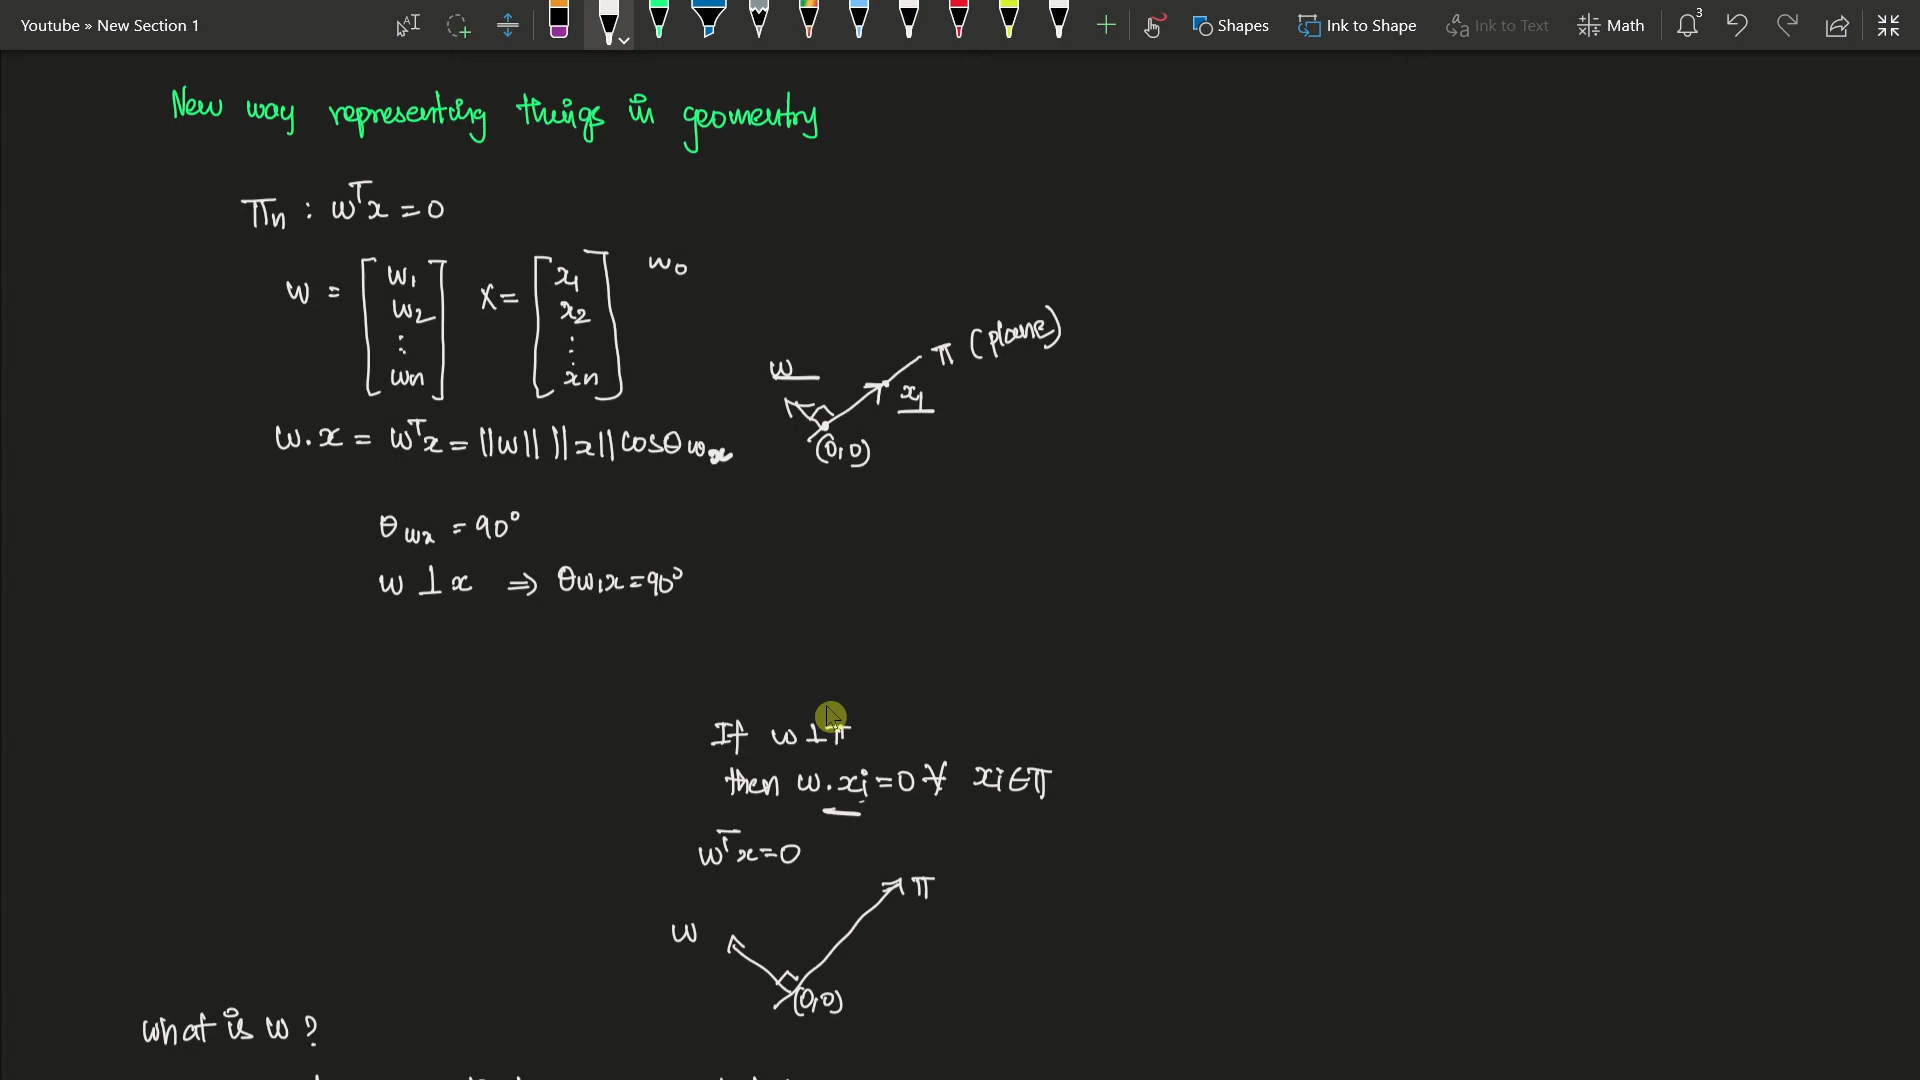 Youtube » New Section 1
Shapes
Ink to Shape
Ink to Text
Math
3
New way representing things in geomentry
πn : wᵀx = 0
w = [w1 w2 ⋮ wn] X = [x1 x2 ⋮ xn] w0
w
π (plane)
x1
(0,0)
w.x = wᵀx = ||w|| ||x|| cosθwx
θwx = 90°
w ⊥ x ⇒ θw,x = 90°
If w ⊥ π
then w.xi = 0 ∀ xi ∈ π
wᵀx = 0
π
w
(0,0)
what is w ?